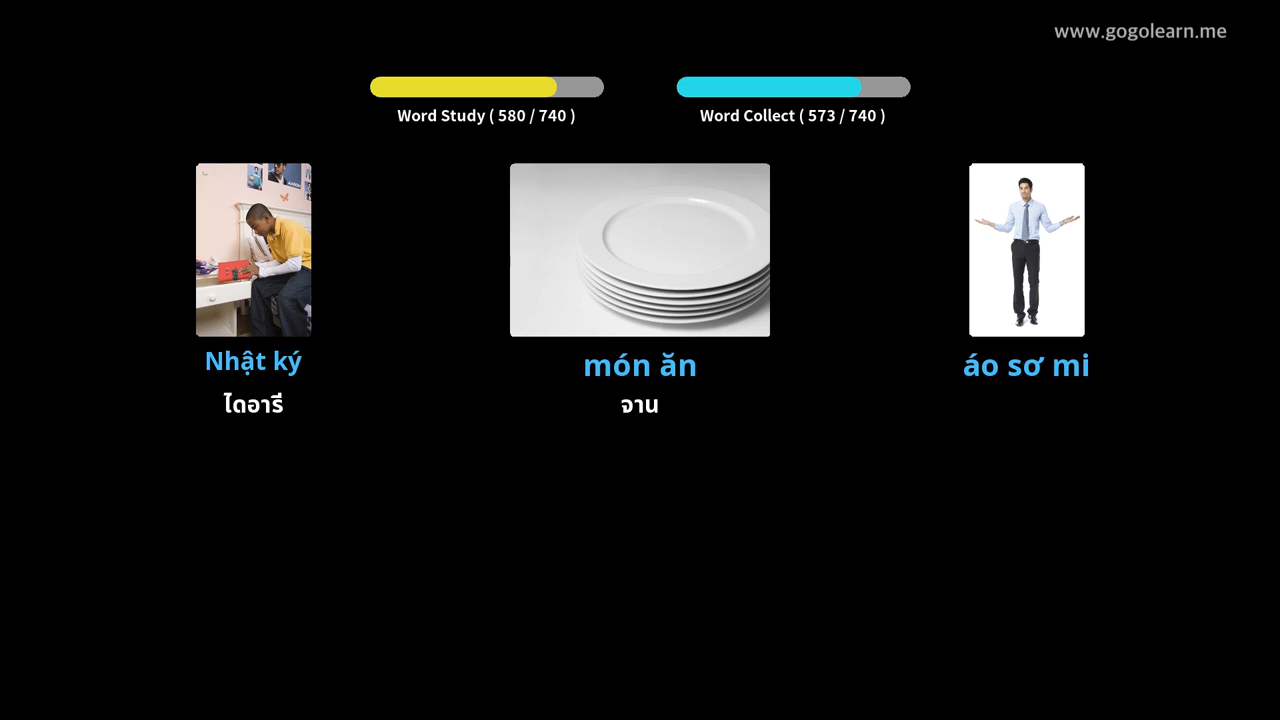 www.gogolearn.me
Word Study ( 580 / 740 )
Word Collect ( 573 / 740 )
Nhật ký
món ăn
áo sơ mi
ไดอารี
จาน